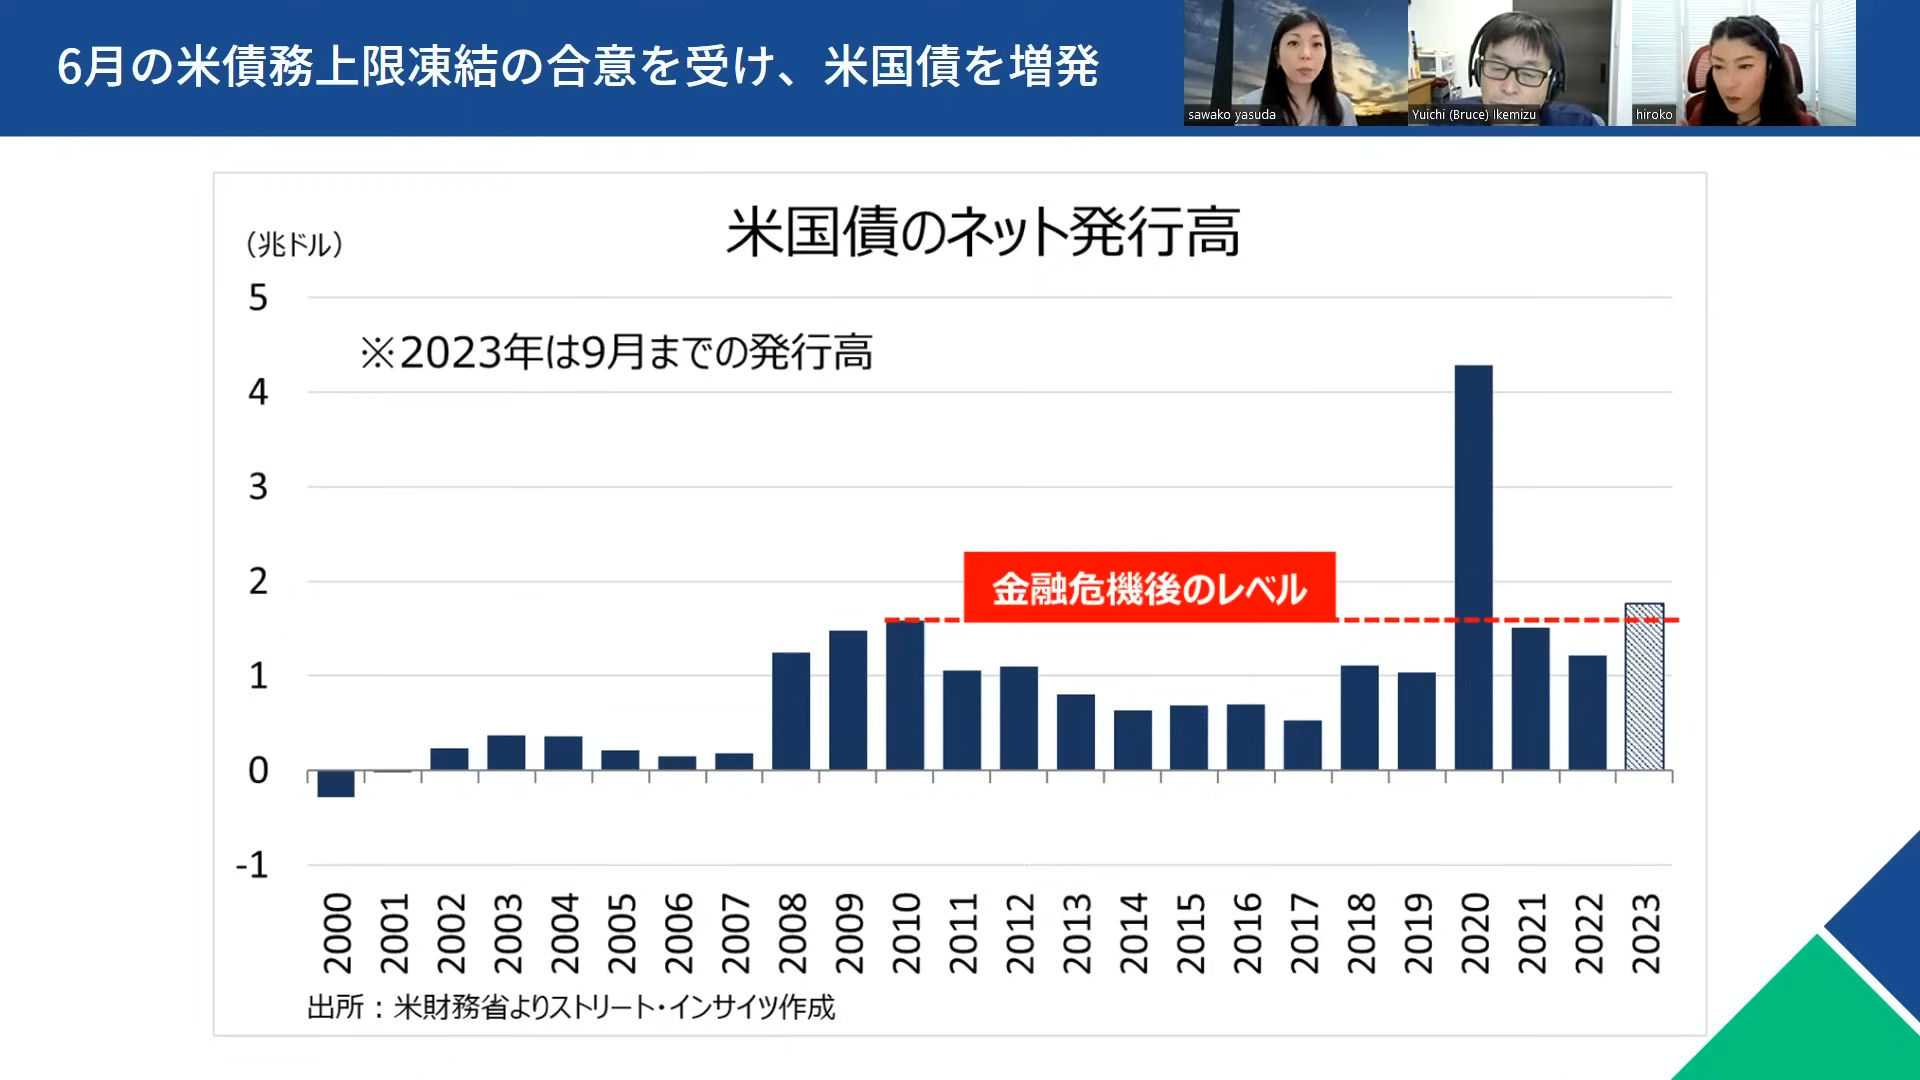 6月の米債務上限凍結の合意を受け、米国債を増発
sawako yasuda
Yuichi (Bruce) Ikemizu
hiroko
米国債のネット発行高
（兆ドル）
5
※2023年は9月までの発行高
4
3
2
金融危機後のレベル
1
0
-1
2000 2001 2002 2003 2004 2005 2006 2007 2008 2009 2010 2011 2012 2013 2014 2015 2016 2017 2018 2019 2020 2021 2022 2023
出所：米財務省よりストリート・インサイツ作成